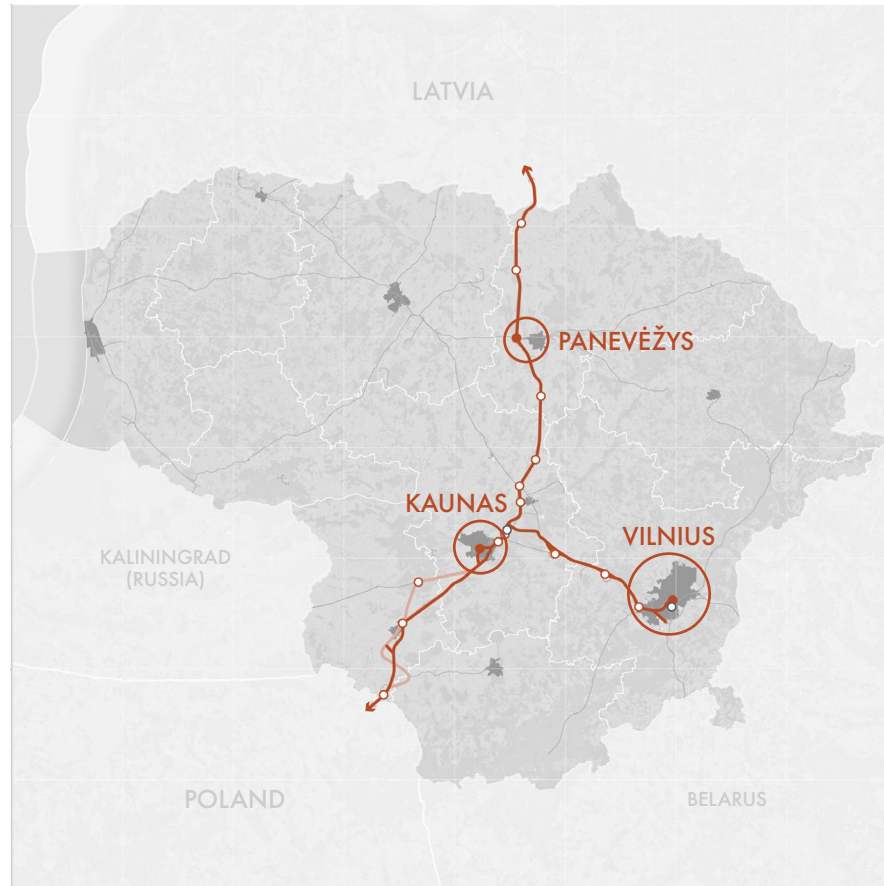 LATVIA
PANEVĖŽYS
KAUNAS
VILNIUS
KALININGRAD
(RUSSIA)
POLAND
BELARUS